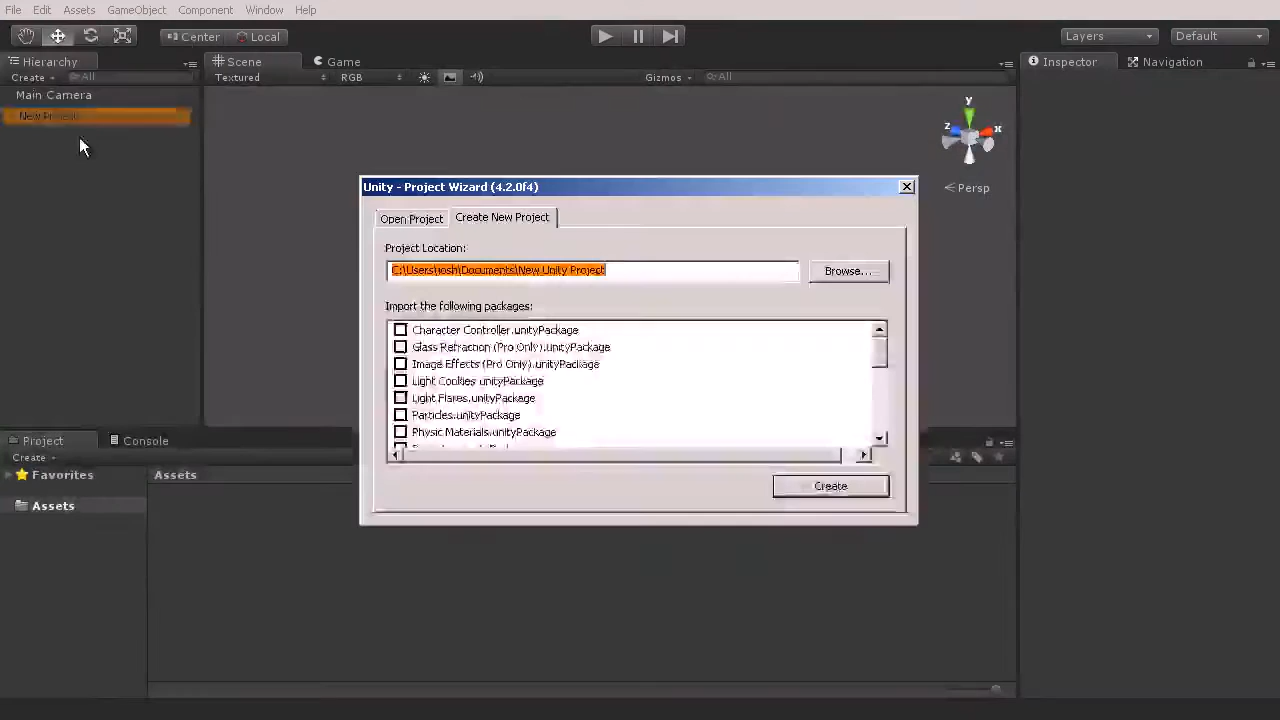 File Edit Assets GameObject Component Window Help
Center Local Layers Default
Hierarchy Scene Game Inspector Navigation
Create All Textured RGB Gizmos All
Main Camera
New Project
y
z x
Persp
Unity - Project Wizard (4.2.0f4)
Open Project Create New Project
Project Location:
C:\Users\josh\Documents\New Unity Project Browse...
Import the following packages:
Character Controller.unityPackage
Glass Refraction (Pro Only).unityPackage
Image Effects (Pro Only).unityPackage
Light Cookies.unityPackage
Light Flares.unityPackage
Particles.unityPackage
Physic Materials.unityPackage
Create
Project Console
Create
Favorites Assets
Assets